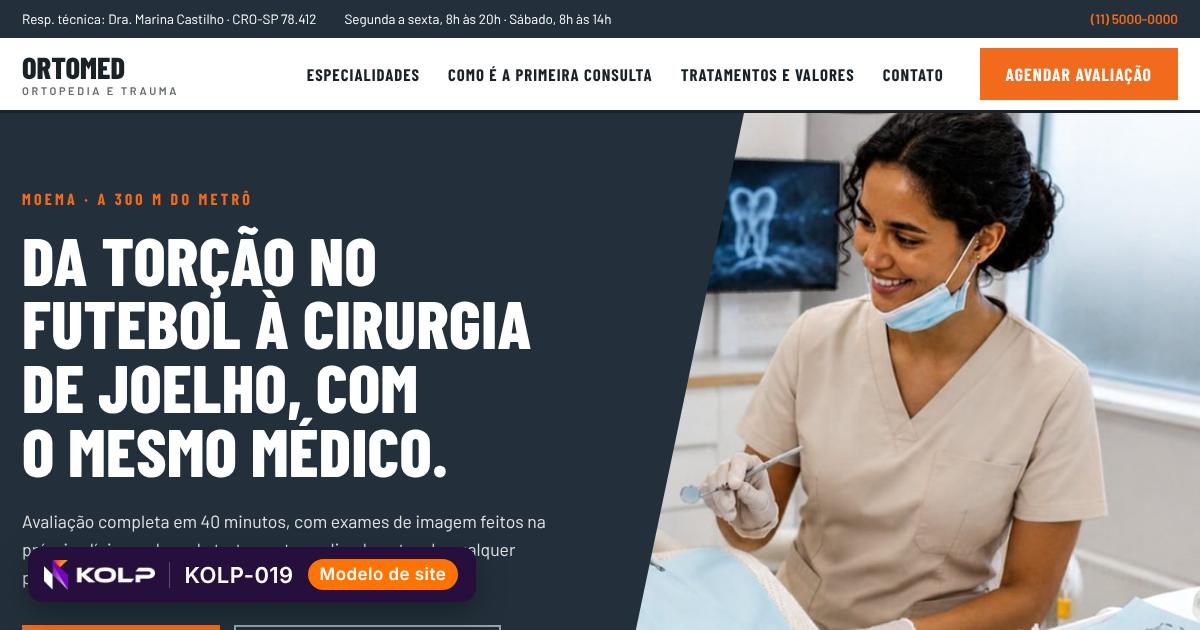 Resp. técnica: Dra. Marina Castilho · CRO-SP 78.412
Segunda a sexta, 8h às 20h · Sábado, 8h às 14h
(11) 5000-0000
ORTOMED
ORTOPEDIA E TRAUMA
ESPECIALIDADES
COMO É A PRIMEIRA CONSULTA
TRATAMENTOS E VALORES
CONTATO
AGENDAR AVALIAÇÃO
MOEMA · A 300 M DO METRÔ
DA TORÇÃO NO
FUTEBOL À CIRURGIA
DE JOELHO, COM
O MESMO MÉDICO.
Avaliação completa em 40 minutos, com exames de imagem feitos na
KOLP
KOLP-019
Modelo de site